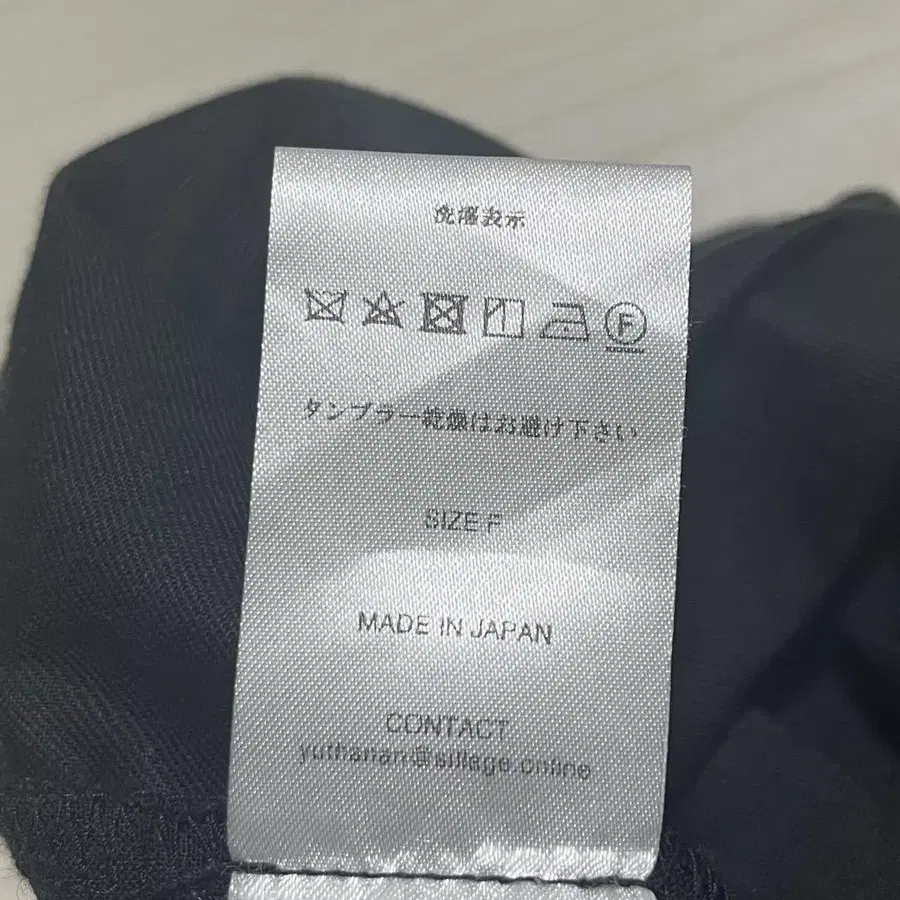 洗濯表示
F
タンブラー乾燥はお避け下さい
SIZE F
MADE IN JAPAN
CONTACT
yuthanan@sillage.online